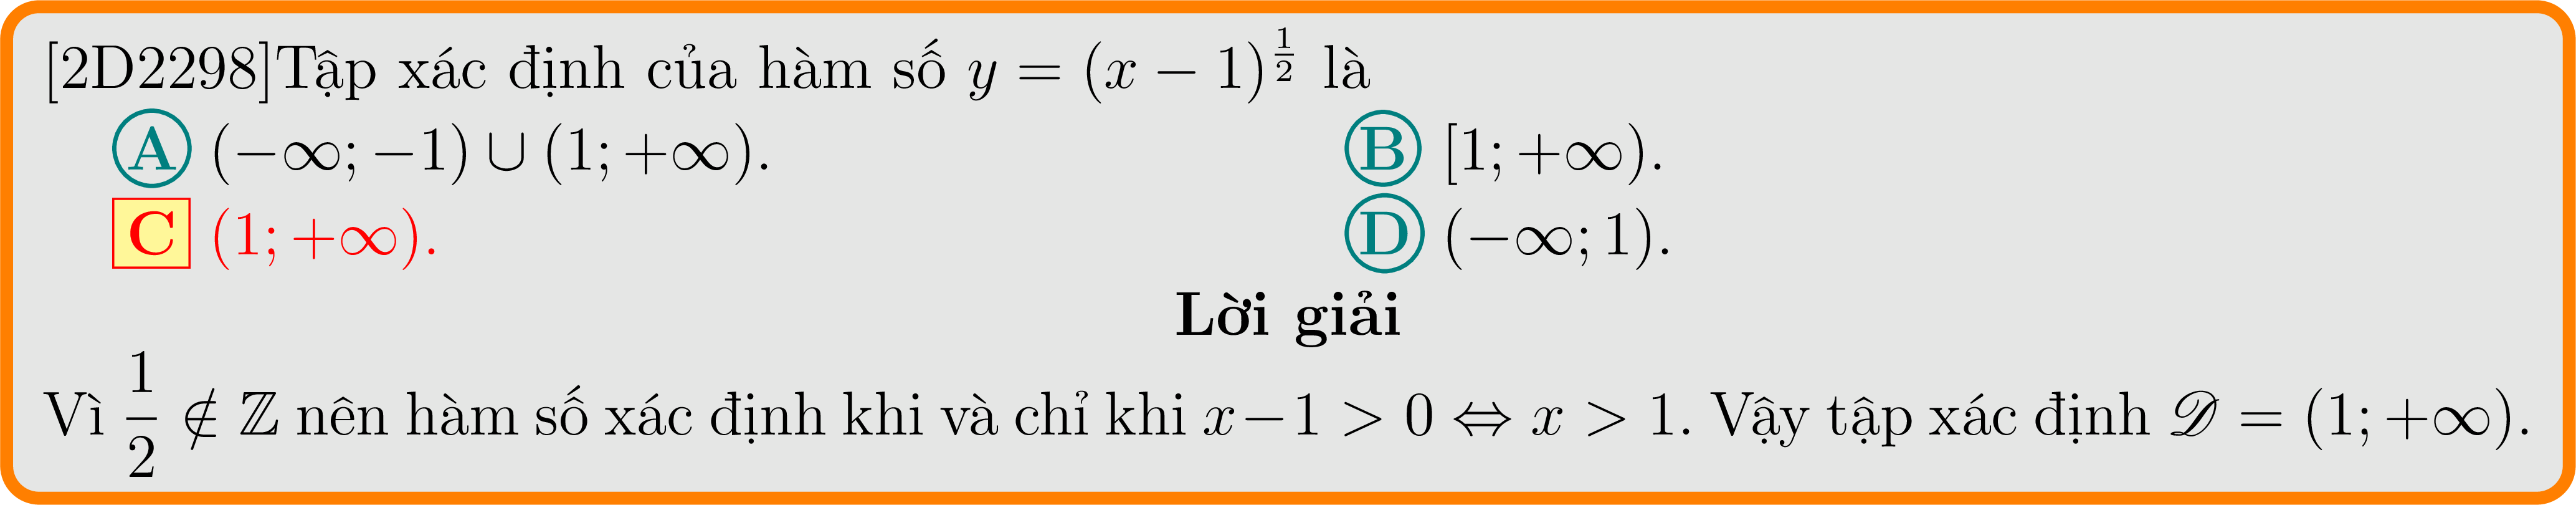 [2D2298]Tập xác định của hàm số $y = (x - 1)^{\frac{1}{2}}$ là
A $(-\infty; -1) \cup (1; +\infty)$. B $[1; +\infty)$.
C $(1; +\infty)$. D $(-\infty; 1)$.
Lời giải
Vì $\frac{1}{2} \notin \mathbb{Z}$ nên hàm số xác định khi và chỉ khi $x - 1 > 0 \Leftrightarrow x > 1$. Vậy tập xác định $\mathscr{D} = (1; +\infty)$.